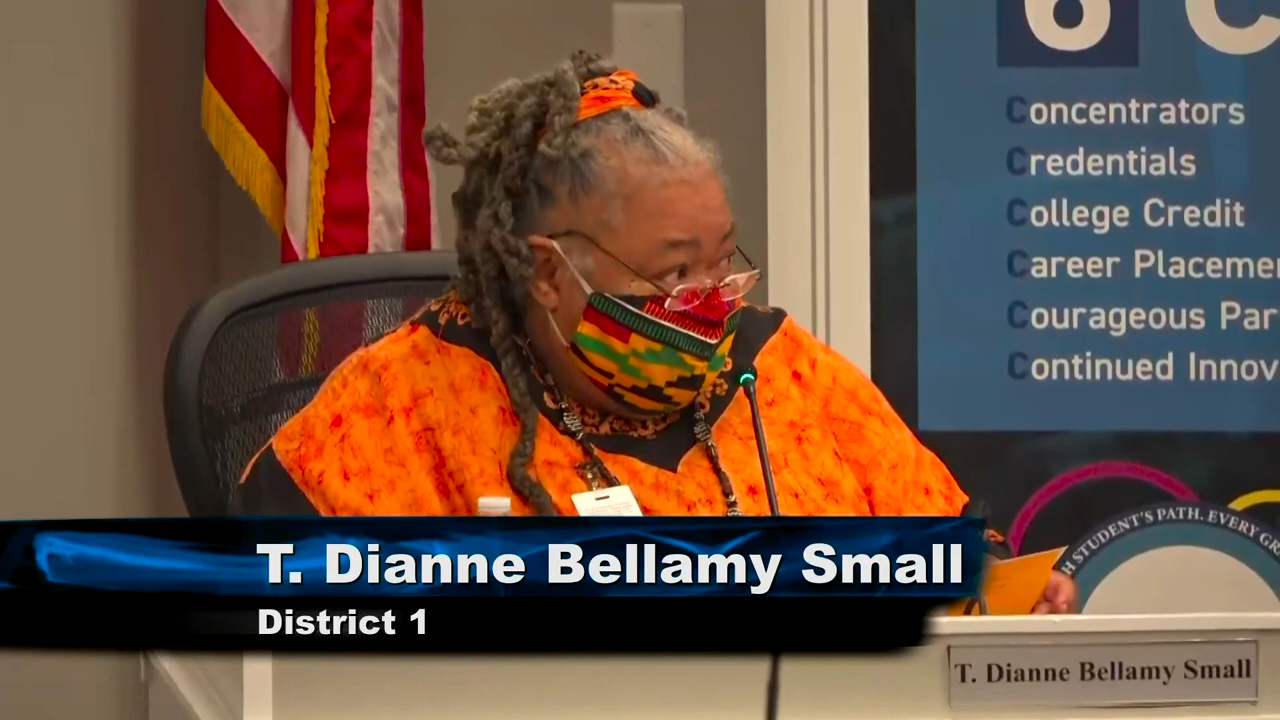 6 C
Concentrators
Credentials
College Credit
Career Placemen
Courageous Par
Continued Innov
H STUDENT'S PATH. EVERY GR
T. Dianne Bellamy Small
District 1
T. Dianne Bellamy Small